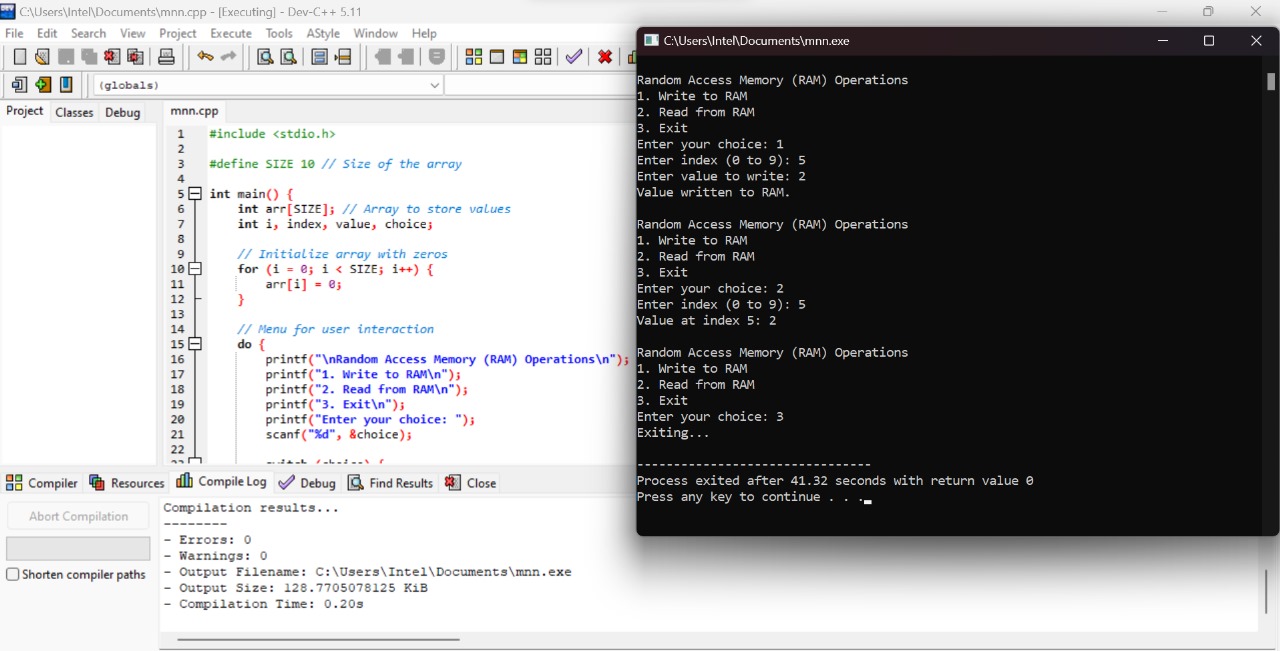 C:\Users\Intel\Documents\mnn.cpp - [Executing] - Dev-C++ 5.11
File Edit Search View Project Execute Tools AStyle Window Help
(globals)
Project Classes Debug
mnn.cpp
1 #include <stdio.h>
2
3 #define SIZE 10 // Size of the array
4
5 int main() {
6 int arr[SIZE]; // Array to store values
7 int i, index, value, choice;
8
9 // Initialize array with zeros
10 for (i = 0; i < SIZE; i++) {
11 arr[i] = 0;
12 }
13
14 // Menu for user interaction
15 do {
16 printf("\nRandom Access Memory (RAM) Operations\n");
17 printf("1. Write to RAM\n");
18 printf("2. Read from RAM\n");
19 printf("3. Exit\n");
20 printf("Enter your choice: ");
21 scanf("%d", &choice);
22
Compiler Resources Compile Log Debug Find Results Close
Abort Compilation
Shorten compiler paths
Compilation results...
--------
- Errors: 0
- Warnings: 0
- Output Filename: C:\Users\Intel\Documents\mnn.exe
- Output Size: 128.7705078125 KiB
- Compilation Time: 0.20s
C:\Users\Intel\Documents\mnn.exe
Random Access Memory (RAM) Operations
1. Write to RAM
2. Read from RAM
3. Exit
Enter your choice: 1
Enter index (0 to 9): 5
Enter value to write: 2
Value written to RAM.
Random Access Memory (RAM) Operations
1. Write to RAM
2. Read from RAM
3. Exit
Enter your choice: 2
Enter index (0 to 9): 5
Value at index 5: 2
Random Access Memory (RAM) Operations
1. Write to RAM
2. Read from RAM
3. Exit
Enter your choice: 3
Exiting...
--------------------------------
Process exited after 41.32 seconds with return value 0
Press any key to continue . . .